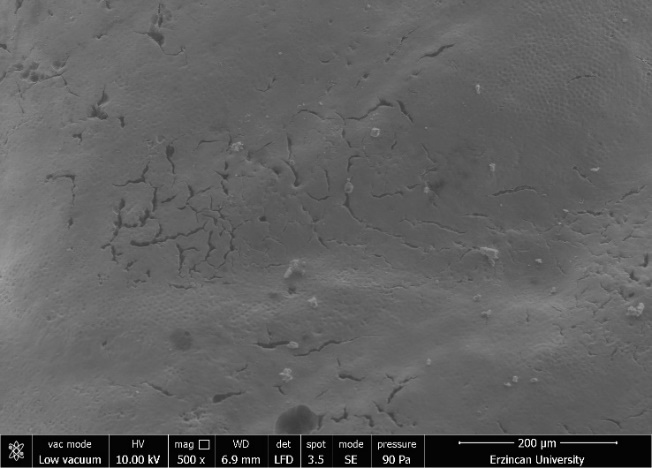 vac mode HV mag WD det spot mode pressure 200 µm
Low vacuum 10.00 kV 500 x 6.9 mm LFD 3.5 SE 90 Pa Erzincan University